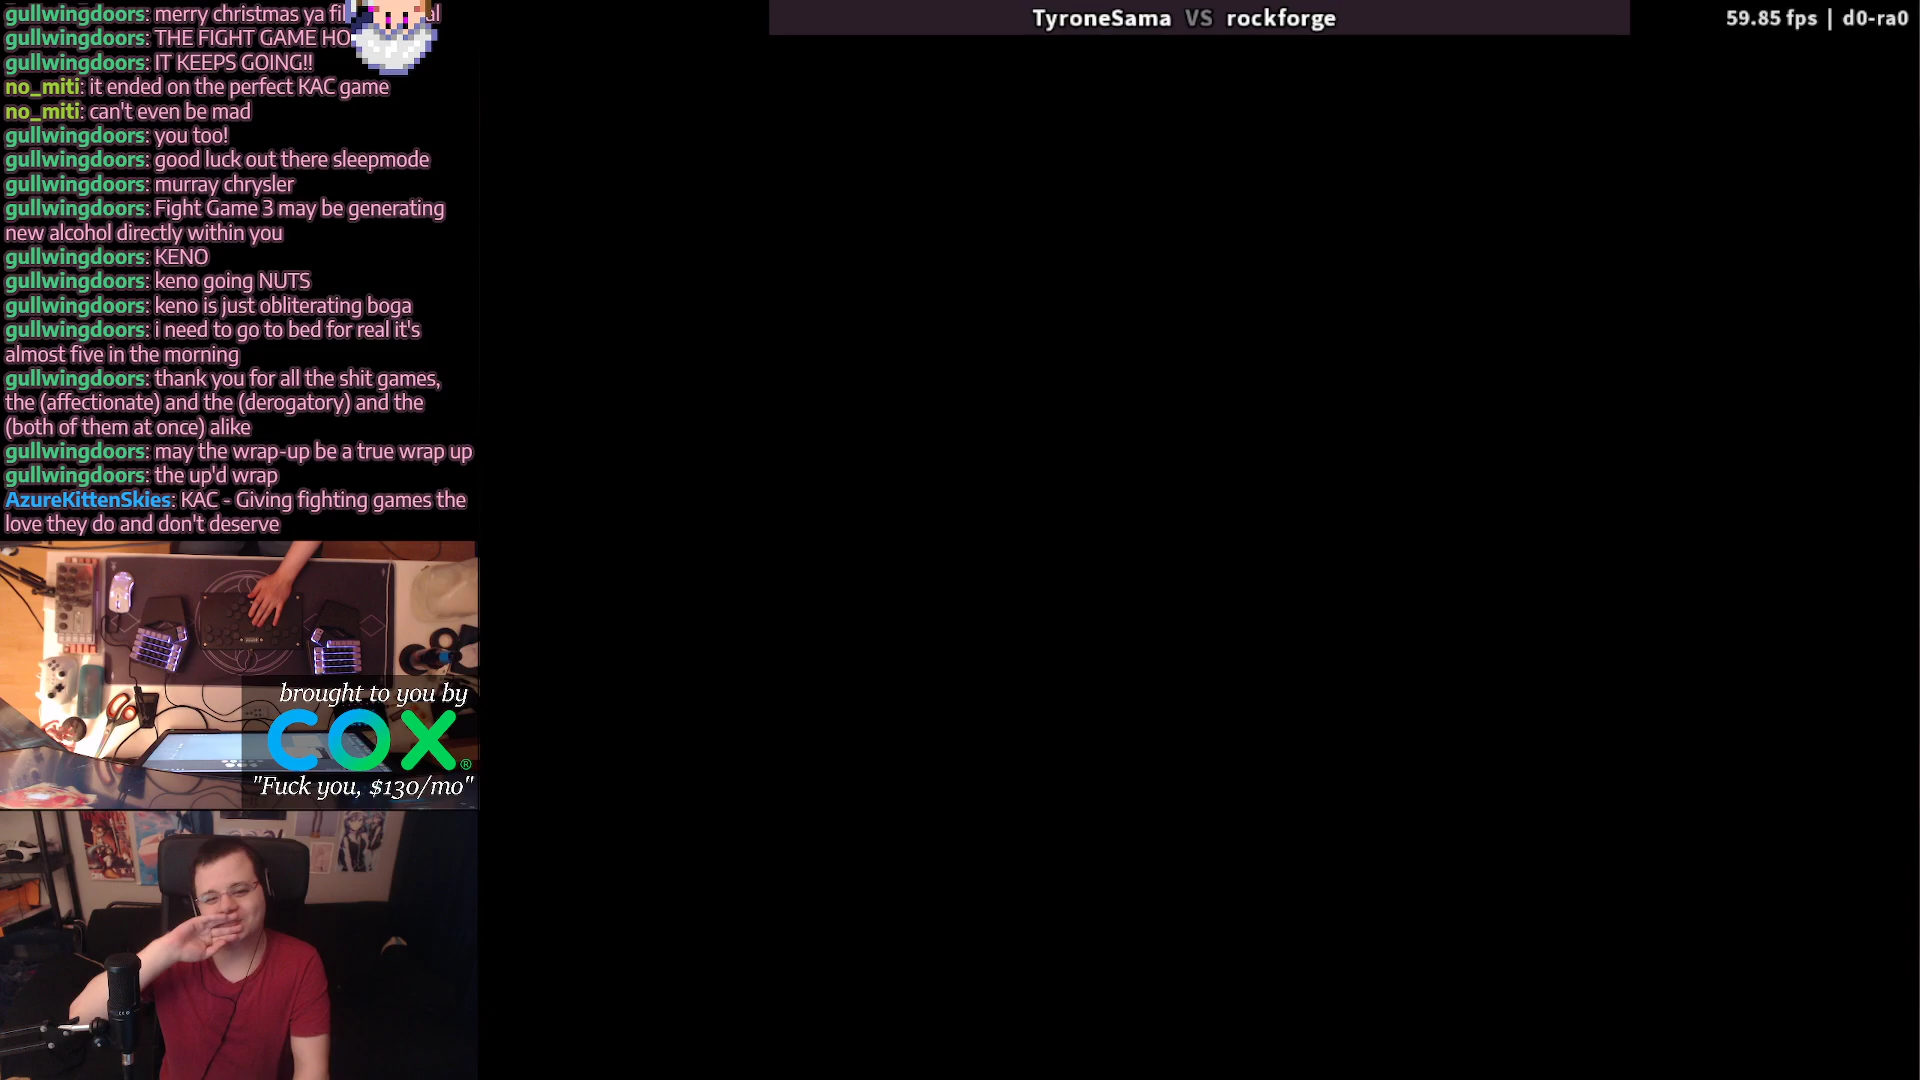 gullwingdoors: merry christmas ya fi al
gullwingdoors: THE FIGHT GAME HO
gullwingdoors: IT KEEPS GOING!!
no_miti: it ended on the perfect KAC game
no_miti: can't even be mad
gullwingdoors: you too!
gullwingdoors: good luck out there sleepmode
gullwingdoors: murray chrysler
gullwingdoors: Fight Game 3 may be generating
new alcohol directly within you
gullwingdoors: KENO
gullwingdoors: keno going NUTS
gullwingdoors: keno is just obliterating boga
gullwingdoors: i need to go to bed for real it's
almost five in the morning
gullwingdoors: thank you for all the shit games,
the (affectionate) and the (derogatory) and the
(both of them at once) alike
gullwingdoors: may the wrap-up be a true wrap up
gullwingdoors: the up'd wrap
AzureKittenSkies: KAC - Giving fighting games the
love they do and don't deserve
TyroneSama VS rockforge
59.85 fps | d0-ra0
brought to you by
COX®
"Fuck you, $130/mo"